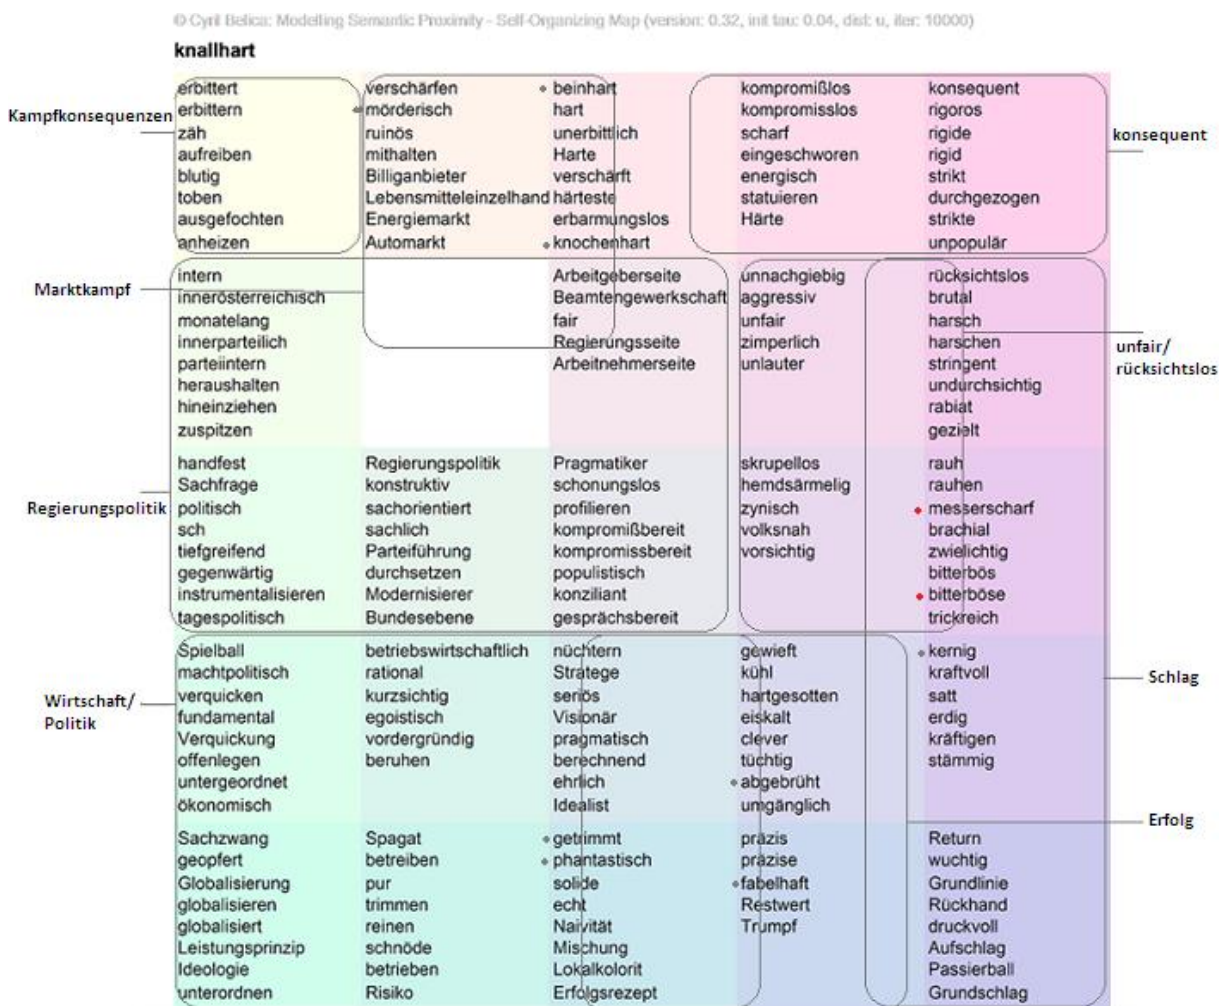 © Cyril Belica: Modelling Semantic Proximity - Self-Organizing Map (version: 0.32, init tau: 0.04, dist: u, iter: 10000)
knallhart
erbittert verschärfen beinhart kompromißlos konsequent
Kampfkonsequenzen erbittern mörderisch hart kompromisslos rigoros
zäh ruinös unerbittlich scharf rigide konsequent
aufreiben mithalten Harte eingeschworen rigid
blutig Billiganbieter verschärft energisch strikt
toben Lebensmitteleinzelhand härteste statuieren durchgezogen
ausgefochten Energiemarkt erbarmungslos Härte strikte
anheizen Automarkt knochenhart unpopulär
intern Arbeitgeberseite unnachgiebig rücksichtslos
Marktkampf innerösterreichisch Beamtengewerkschaft aggressiv brutal
monatelang fair unfair harsch
innerparteilich Regierungsseite zimperlich harschen unfair/
parteiintern Arbeitnehmerseite unlauter stringent rücksichtslos
heraushalten undurchsichtig
hineinziehen rabiat
zuspitzen gezielt
handfest Regierungspolitik Pragmatiker skrupellos rauh
Sachfrage konstruktiv schonungslos hemdsärmelig rauhen
Regierungspolitik politisch sachorientiert profilieren zynisch messerscharf
sch sachlich kompromißbereit volksnah brachial
tiefgreifend Parteiführung kompromissbereit vorsichtig zwielichtig
gegenwärtig durchsetzen populistisch bitterbös
instrumentalisieren Modernisierer konziliant bitterböse
tagespolitisch Bundesebene gesprächsbereit trickreich
Spielball betriebswirtschaftlich nüchtern gewieft kernig
machtpolitisch rational Stratege kühl kraftvoll Schlag
Wirtschaft/ verquicken kurzsichtig seriös hartgesotten satt
Politik fundamental egoistisch Visionär eiskalt erdig
Verquickung vordergründig pragmatisch clever kräftigen
offenlegen beruhen berechnend tüchtig stämmig
untergeordnet ehrlich abgebrüht
ökonomisch Idealist umgänglich
Erfolg
Sachzwang Spagat getrimmt präzis Return
geopfert betreiben phantastisch präzise wuchtig
Globalisierung pur solide fabelhaft Grundlinie
globalisieren trimmen echt Restwert Rückhand
globalisiert reinen Naivität Trumpf druckvoll
Leistungsprinzip schnöde Mischung Aufschlag
Ideologie betrieben Lokalkolorit Passierball
unterordnen Risiko Erfolgsrezept Grundschlag